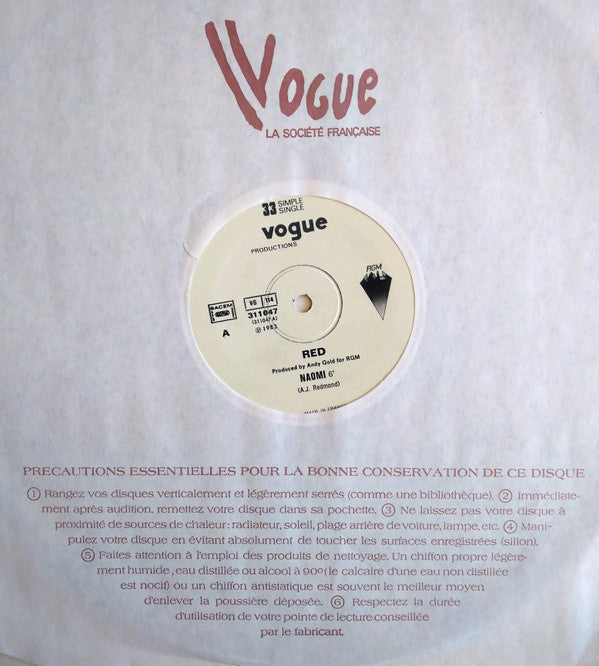 Vogue
LA SOCIÉTÉ FRANÇAISE
33 SIMPLE
SINGLE
vogue
PRODUCTIONS
RGM
SACEM
VG 114
311047
(311047A)
℗ 1983
A
RED
Produced by Andy Gold for RGM
NAOMI 6"
(A.J. Redmond)
MADE IN FRANCE
PRECAUTIONS ESSENTIELLES POUR LA BONNE CONSERVATION DE CE DISQUE
① Rangez vos disques verticalement et légèrement serrés (comme une bibliothèque). ② Immédiate-
ment après audition, remettez votre disque dans sa pochette. ③ Ne laissez pas votre disque à
proximité de sources de chaleur: radiateur, soleil, plage arrière de voiture, lampe, etc. ④ Mani-
pulez votre disque en évitant absolument de toucher les surfaces enregistrées (sillon).
⑤ Faites attention à l'emploi des produits de nettoyage. Un chiffon propre légère-
ment humide, eau distillée ou alcool à 90° (le calcaire d'une eau non distillée
est nocif) ou un chiffon antistatique est souvent le meilleur moyen
d'enlever la poussière déposée. ⑥ Respectez la durée
d'utilisation de votre pointe de lecture conseillée
par le fabricant.